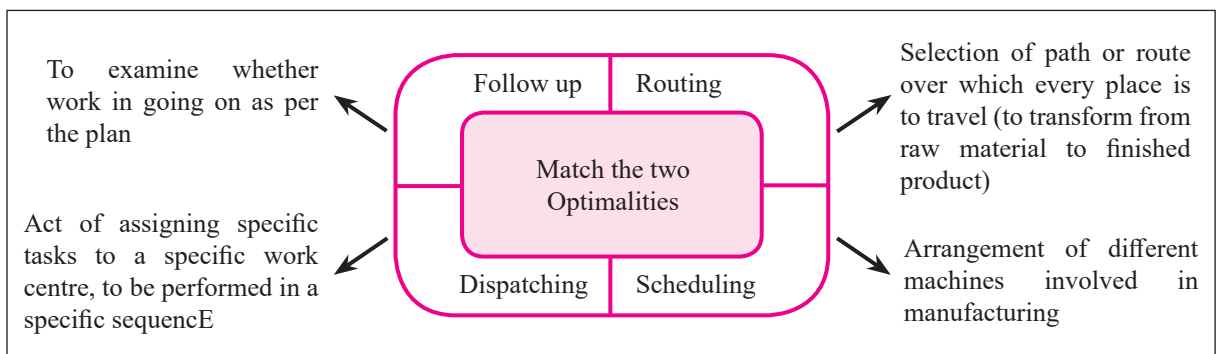 To examine whether
work in going on as per
the plan
Follow up
Routing
Selection of path or route
over which every place is
to travel (to transform from
raw material to finished
product)
Match the two
Optimalities
Act of assigning specific
tasks to a specific work
centre, to be performed in a
specific sequencE
Dispatching
Scheduling
Arrangement of different
machines involved in
manufacturing